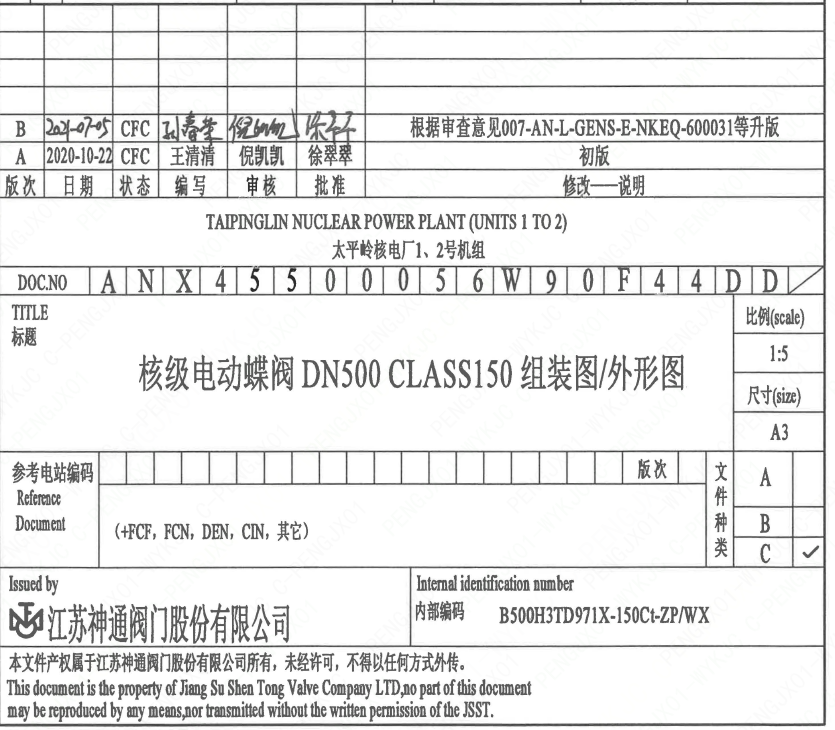 B 2021-07-05 CFC 倪凯凯 徐翠翠 根据审查意见007-AN-L-GENS-E-NKEQ-600031等升版
A 2020-10-22 CFC 王清清 倪凯凯 徐翠翠 初版
版次 日期 状态 编写 审核 批准 修改——说明
TAIPINGLIN NUCLEAR POWER PLANT (UNITS 1 TO 2)
太平岭核电厂1、2号机组
DOC.NO A N X 4 5 5 0 0 0 5 6 W 9 0 F 4 4 D D
TITLE
标题
核级电动蝶阀 DN500 CLASS150 组装图/外形图
比例(scale)
1:5
尺寸(size)
A3
参考电站编码
Reference
Document
版次
(+FCF, FCN, DEN, CIN, 其它)
文件种类
A
B
C ✓
Issued by
江苏神通阀门股份有限公司
Internal identification number
内部编码 B500H3TD971X-150Ct-ZP/WX
本文件产权属于江苏神通阀门股份有限公司所有，未经许可，不得以任何方式外传。
This document is the property of Jiang Su Shen Tong Valve Company LTD,no part of this document
may be reproduced by any means,nor transmitted without the written permission of the JSST.